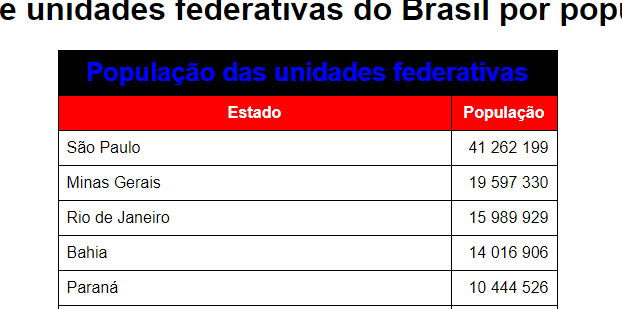 e unidades federativas do Brasil por popu
População das unidades federativas
Estado População
São Paulo 41 262 199
Minas Gerais 19 597 330
Rio de Janeiro 15 989 929
Bahia 14 016 906
Paraná 10 444 526